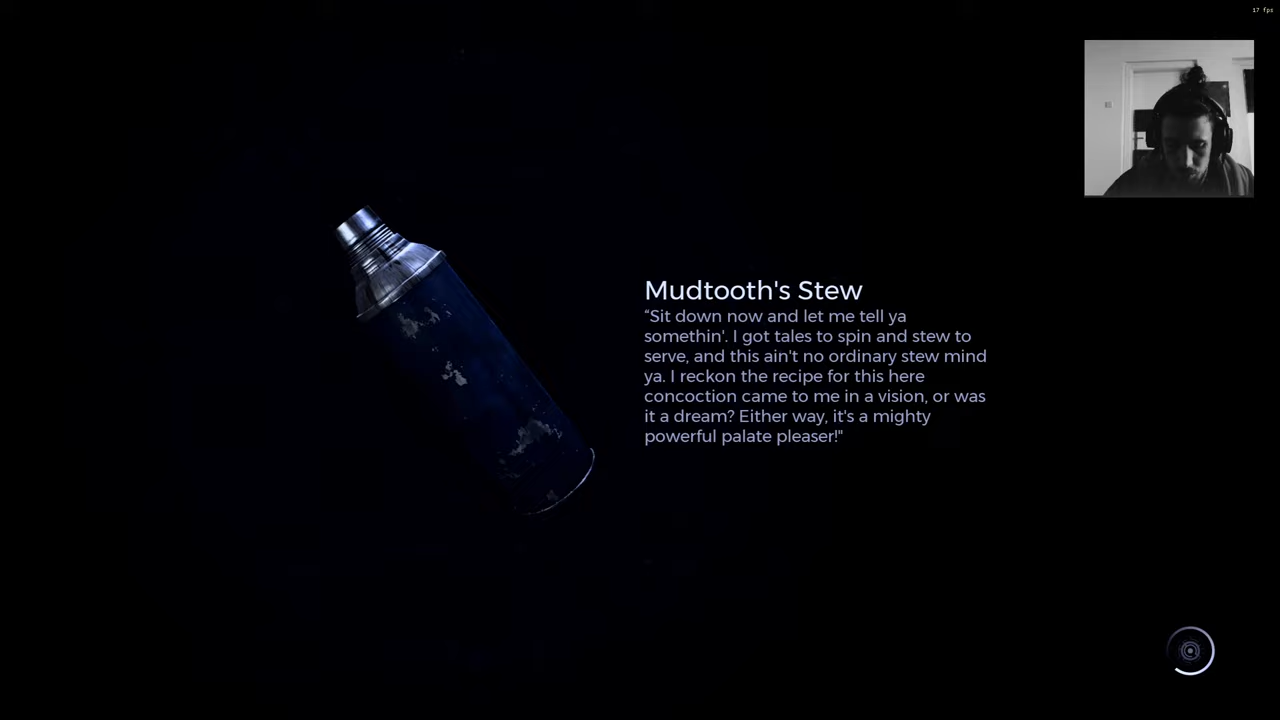 17 fps
Mudtooth's Stew
“Sit down now and let me tell ya
somethin'. I got tales to spin and stew to
serve, and this ain't no ordinary stew mind
ya. I reckon the recipe for this here
concoction came to me in a vision, or was
it a dream? Either way, it's a mighty
powerful palate pleaser!"